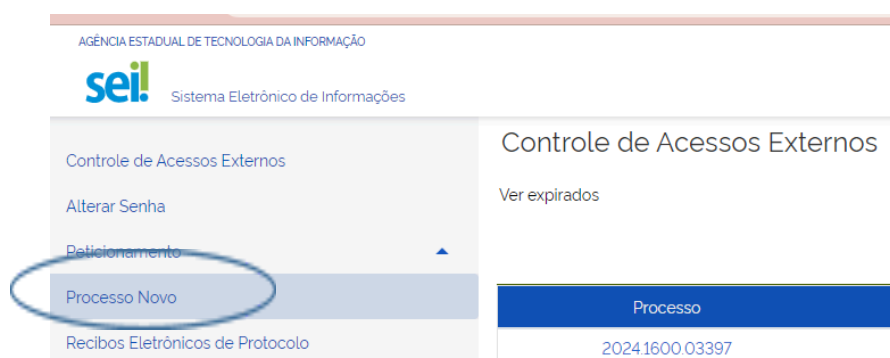 AGÊNCIA ESTADUAL DE TECNOLOGIA DA INFORMAÇÃO
sei!
Sistema Eletrônico de Informações
Controle de Acessos Externos
Alterar Senha
Peticionamento
Processo Novo
Recibos Eletrônicos de Protocolo
Controle de Acessos Externos
Ver expirados
Processo
2024.1600.03397